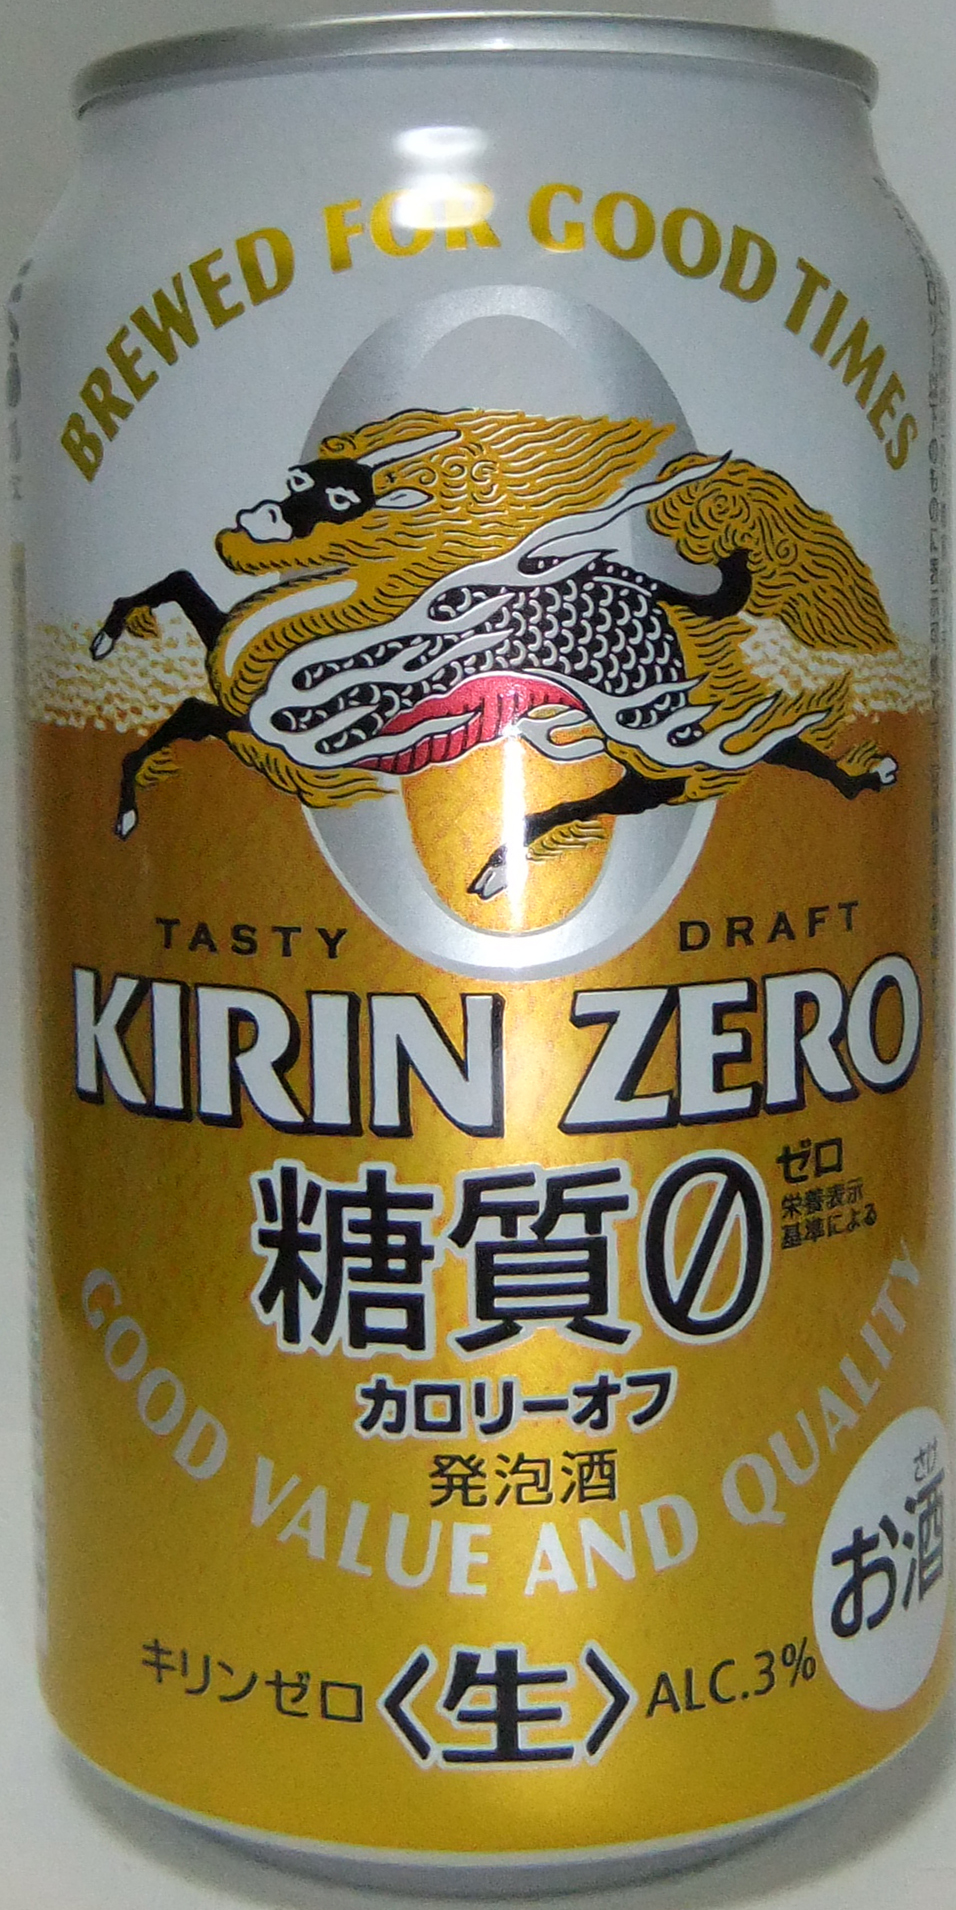 BREWED FOR GOOD TIMES
TASTY DRAFT
KIRIN ZERO
糖質0
ゼロ
栄養表示
基準による
カロリーオフ
発泡酒
GOOD VALUE AND QUALITY
さけ
お酒
キリンゼロ〈生〉ALC.3%